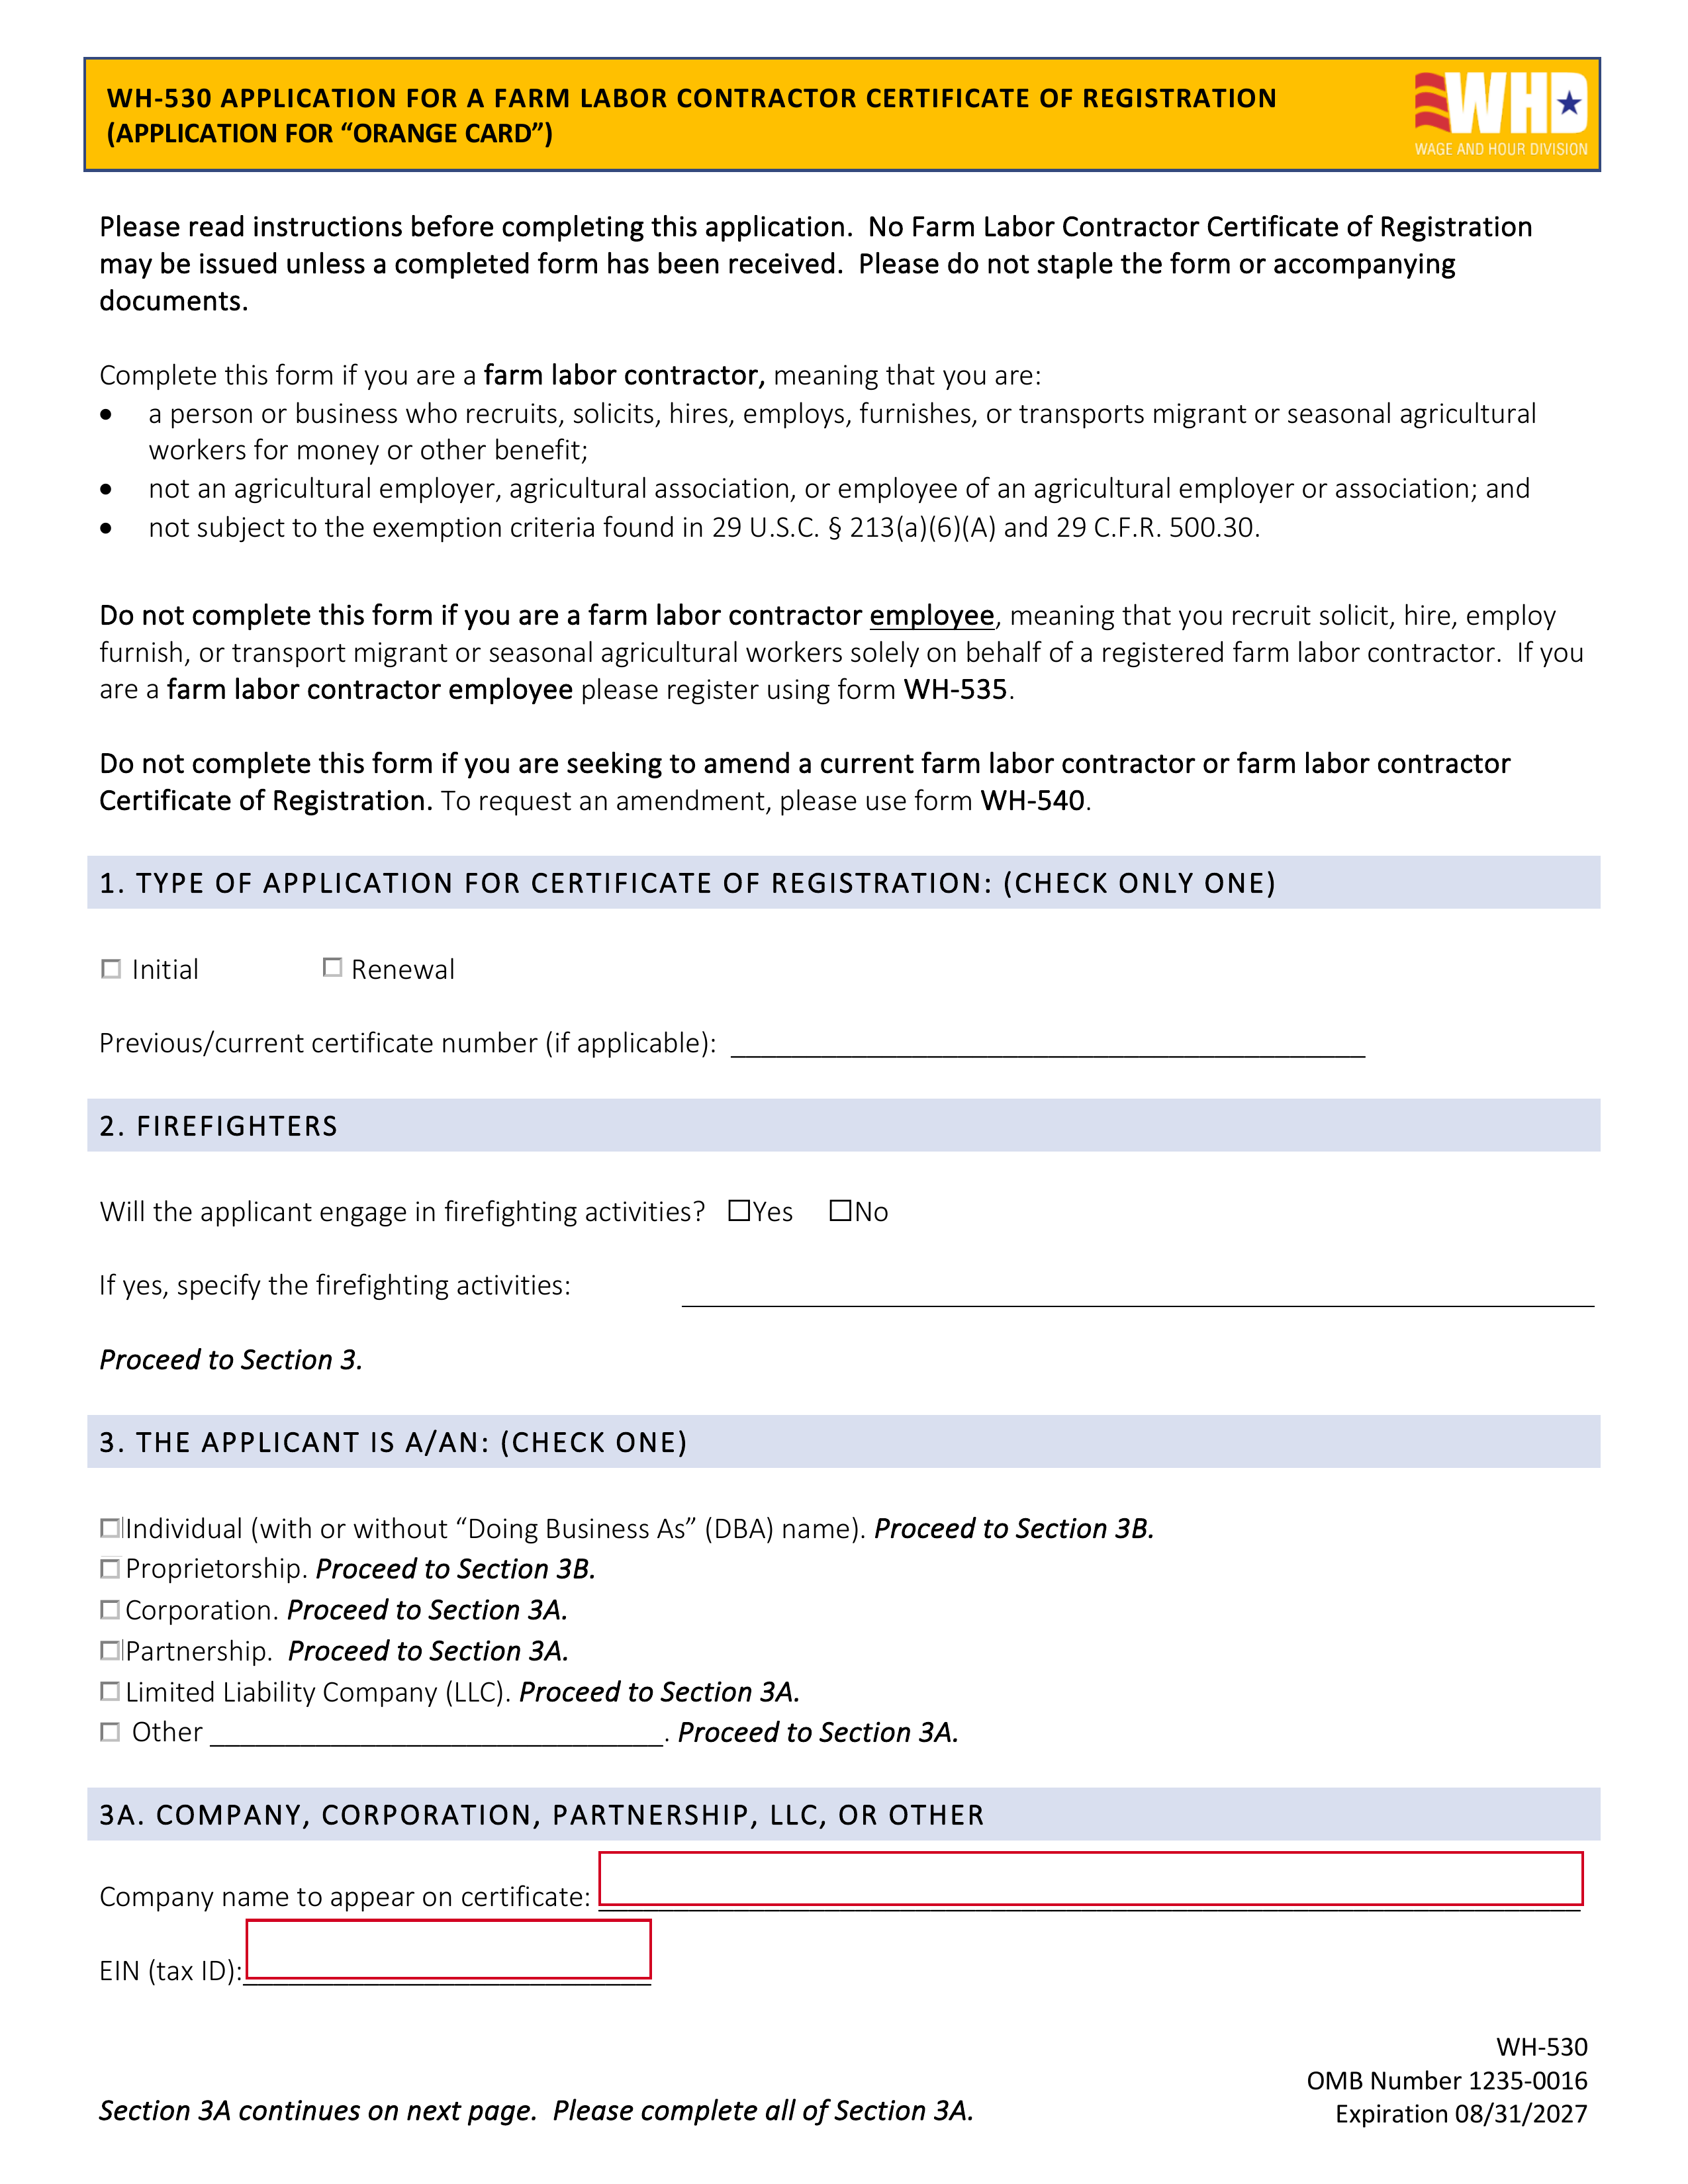 WH-530 APPLICATION FOR A FARM LABOR CONTRACTOR CERTIFICATE OF REGISTRATION
(APPLICATION FOR “ORANGE CARD”)
WHD
WAGE AND HOUR DIVISION
Please read instructions before completing this application.  No Farm Labor Contractor Certificate of Registration
may be issued unless a completed form has been received.  Please do not staple the form or accompanying
documents.
Complete this form if you are a farm labor contractor, meaning that you are:
• a person or business who recruits, solicits, hires, employs, furnishes, or transports migrant or seasonal agricultural
workers for money or other benefit;
• not an agricultural employer, agricultural association, or employee of an agricultural employer or association; and
• not subject to the exemption criteria found in 29 U.S.C. § 213(a)(6)(A) and 29 C.F.R. 500.30.
Do not complete this form if you are a farm labor contractor employee, meaning that you recruit solicit, hire, employ
furnish, or transport migrant or seasonal agricultural workers solely on behalf of a registered farm labor contractor.  If you
are a farm labor contractor employee please register using form WH-535.
Do not complete this form if you are seeking to amend a current farm labor contractor or farm labor contractor
Certificate of Registration. To request an amendment, please use form WH-540.
1. TYPE OF APPLICATION FOR CERTIFICATE OF REGISTRATION: (CHECK ONLY ONE)
☐ Initial ☐ Renewal
Previous/current certificate number (if applicable): ____________________
2. FIREFIGHTERS
Will the applicant engage in firefighting activities? ☐Yes ☐No
If yes, specify the firefighting activities: ____________________
Proceed to Section 3.
3. THE APPLICANT IS A/AN: (CHECK ONE)
☐ Individual (with or without “Doing Business As” (DBA) name). Proceed to Section 3B.
☐ Proprietorship. Proceed to Section 3B.
☐ Corporation. Proceed to Section 3A.
☐ Partnership.  Proceed to Section 3A.
☐ Limited Liability Company (LLC). Proceed to Section 3A.
☐ Other ____________________. Proceed to Section 3A.
3A. COMPANY, CORPORATION, PARTNERSHIP, LLC, OR OTHER
Company name to appear on certificate: ____________________
EIN (tax ID): ____________________
WH-530
OMB Number 1235-0016
Section 3A continues on next page.  Please complete all of Section 3A.
Expiration 08/31/2027